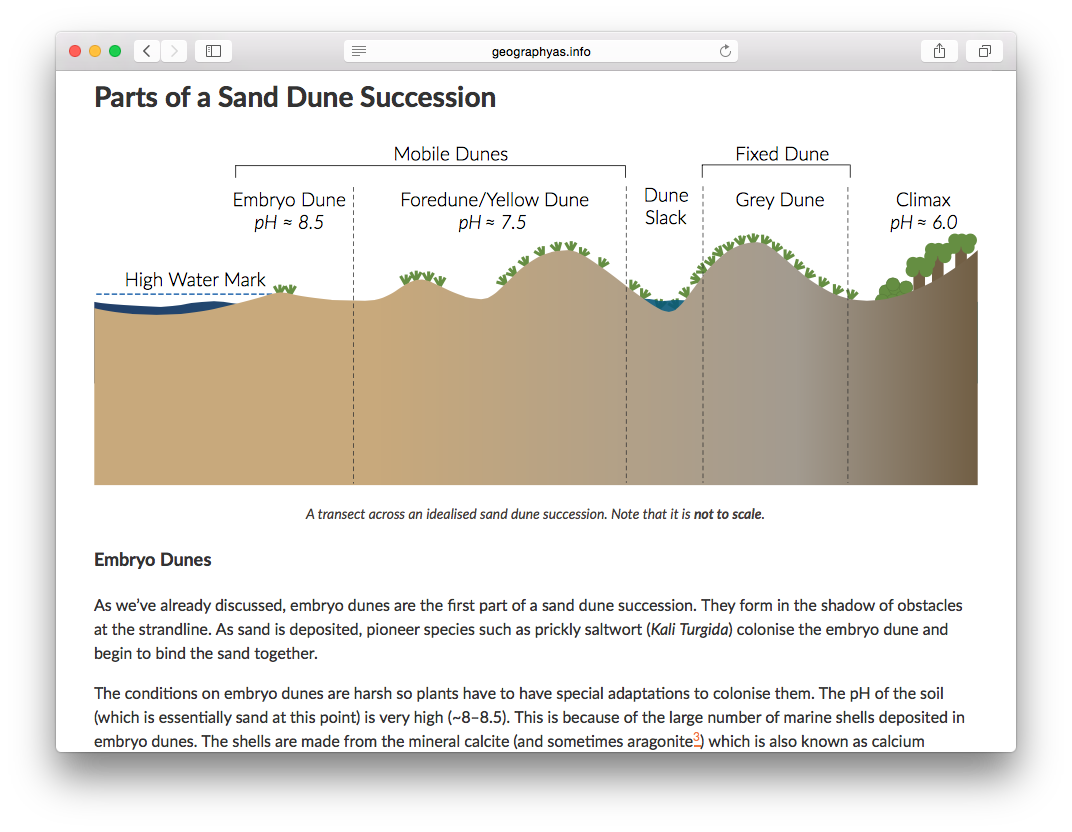 geographyas.info
Parts of a Sand Dune Succession
Mobile Dunes
Fixed Dune
Embryo Dune
pH ≈ 8.5
Foredune/Yellow Dune
pH ≈ 7.5
Dune
Slack
Grey Dune
Climax
pH ≈ 6.0
High Water Mark
A transect across an idealised sand dune succession. Note that it is not to scale.
Embryo Dunes
As we've already discussed, embryo dunes are the first part of a sand dune succession. They form in the shadow of obstacles
at the strandline. As sand is deposited, pioneer species such as prickly saltwort (Kali Turgida) colonise the embryo dune and
begin to bind the sand together.
The conditions on embryo dunes are harsh so plants have to have special adaptations to colonise them. The pH of the soil
(which is essentially sand at this point) is very high (~8–8.5). This is because of the large number of marine shells deposited in
embryo dunes. The shells are made from the mineral calcite (and sometimes aragonite3) which is also known as calcium